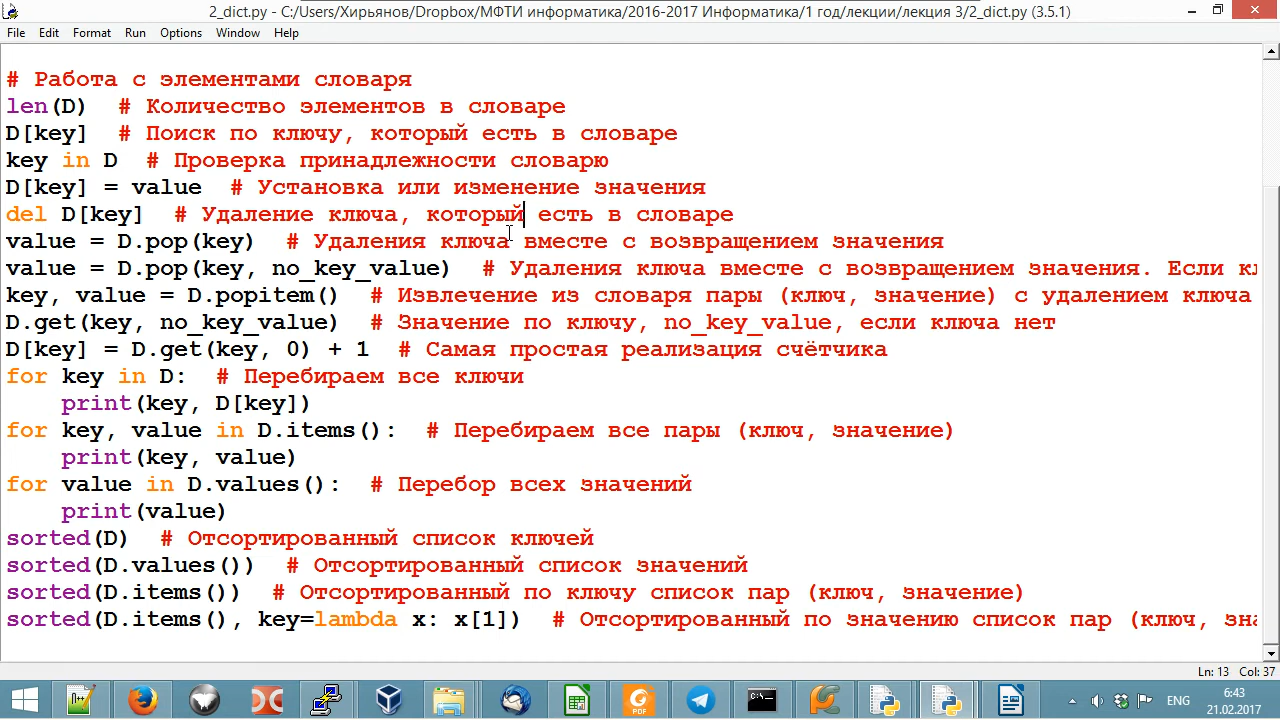 2_dict.py - C:/Users/Хирьянов/Dropbox/МФТИ информатика/2016-2017 Информатика/1 год/лекции/лекция 3/2_dict.py (3.5.1)
File Edit Format Run Options Window Help
# Работа с элементами словаря
len(D)  # Количество элементов в словаре
D[key]  # Поиск по ключу, который есть в словаре
key in D  # Проверка принадлежности словарю
D[key] = value  # Установка или изменение значения
del D[key]  # Удаление ключа, который есть в словаре
value = D.pop(key)  # Удаления ключа вместе с возвращением значения
value = D.pop(key, no_key_value)  # Удаления ключа вместе с возвращением значения. Если кл
key, value = D.popitem()  # Извлечение из словаря пары (ключ, значение) с удалением ключа
D.get(key, no_key_value)  # Значение по ключу, no_key_value, если ключа нет
D[key] = D.get(key, 0) + 1  # Самая простая реализация счётчика
for key in D:  # Перебираем все ключи
    print(key, D[key])
for key, value in D.items():  # Перебираем все пары (ключ, значение)
    print(key, value)
for value in D.values():  # Перебор всех значений
    print(value)
sorted(D)  # Отсортированный список ключей
sorted(D.values())  # Отсортированный список значений
sorted(D.items())  # Отсортированный по ключу список пар (ключ, значение)
sorted(D.items(), key=lambda x: x[1])  # Отсортированный по значению список пар (ключ, зна
Ln: 13 Col: 37
PDF
C:\
ENG
6:43
21.02.2017